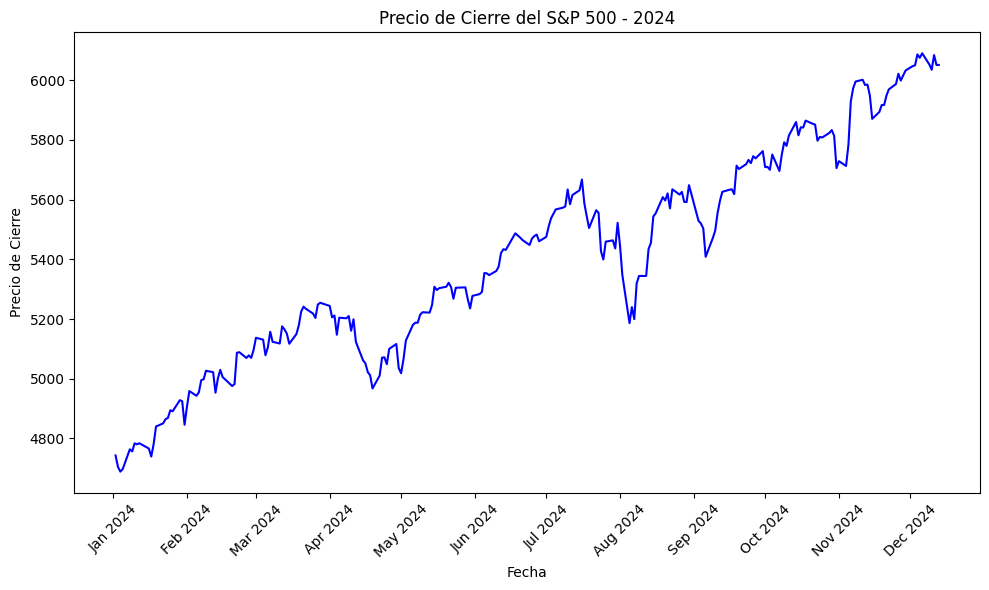 Precio de Cierre del S&P 500 - 2024
Precio de Cierre
6000
5800
5600
5400
5200
5000
4800
Jan 2024
Feb 2024
Mar 2024
Apr 2024
May 2024
Jun 2024
Jul 2024
Aug 2024
Sep 2024
Oct 2024
Nov 2024
Dec 2024
Fecha